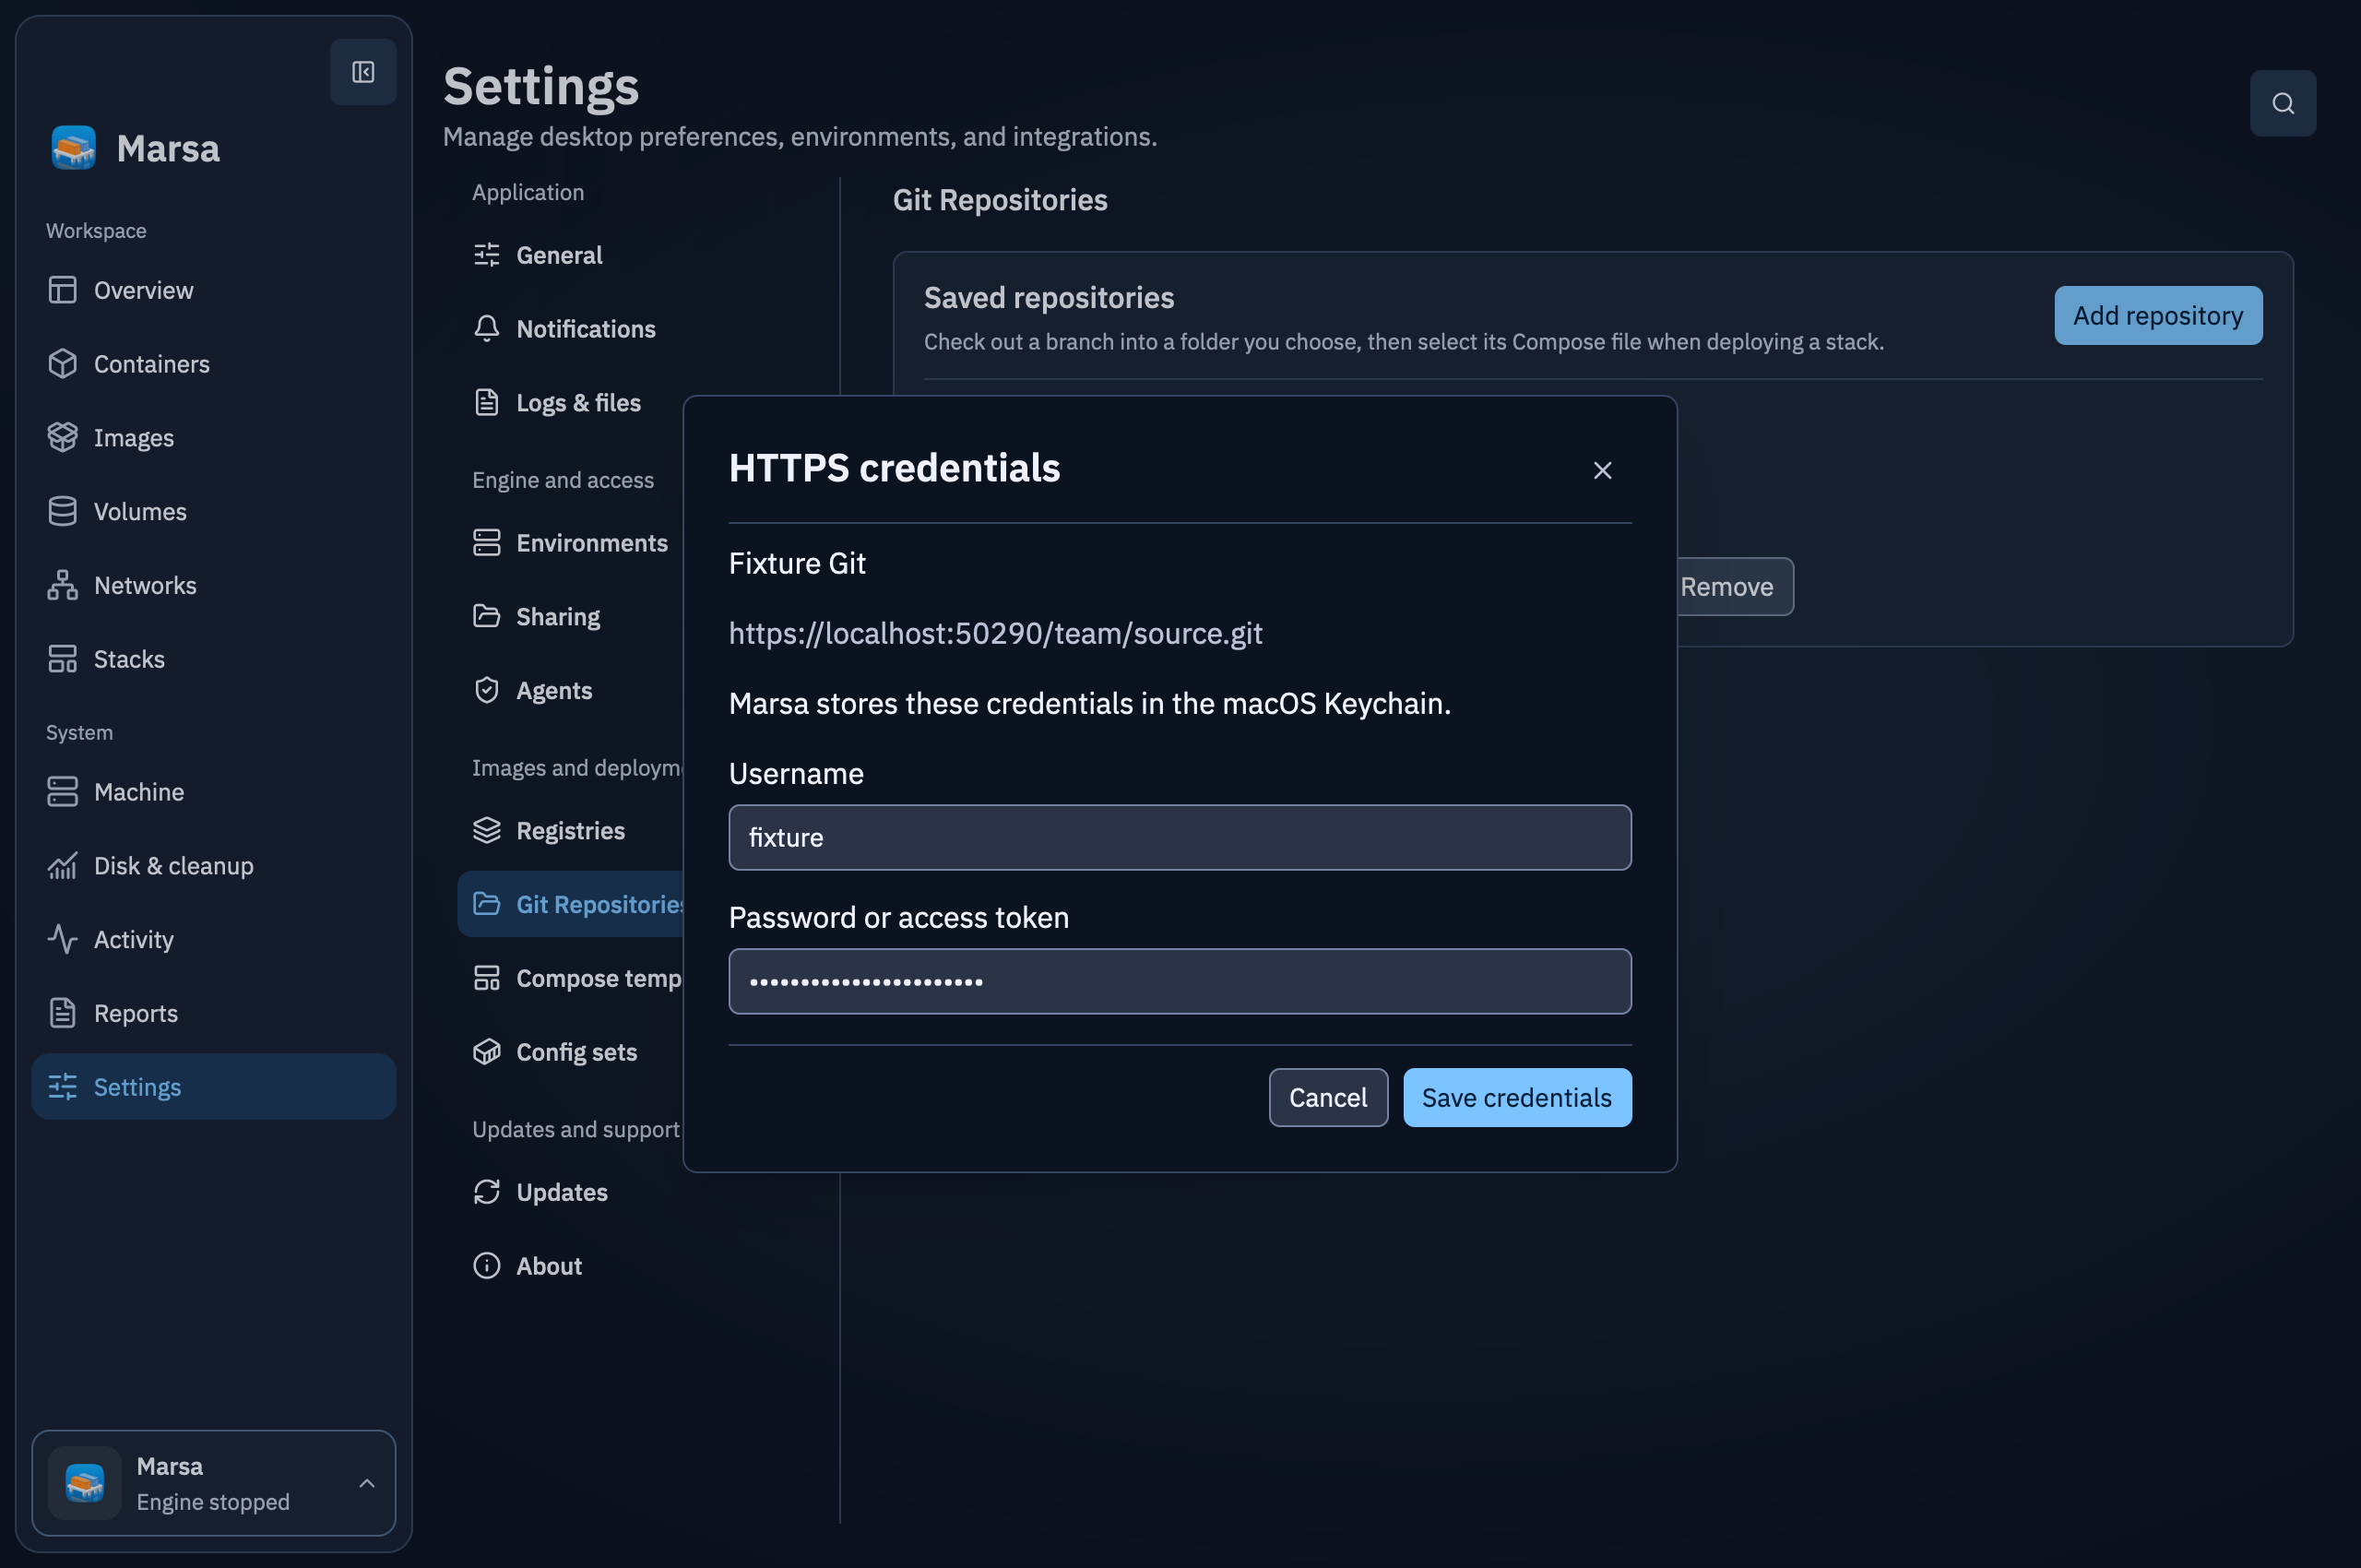 Marsa
Workspace
Overview
Containers
Images
Volumes
Networks
Stacks
System
Machine
Disk & cleanup
Activity
Reports
Settings
Marsa
Engine stopped
Settings
Manage desktop preferences, environments, and integrations.
Application
General
Notifications
Logs & files
Engine and access
Environments
Sharing
Agents
Images and deployme
Registries
Git Repositories
Compose temp
Config sets
Updates and support
Updates
About
Git Repositories
Saved repositories
Check out a branch into a folder you choose, then select its Compose file when deploying a stack.
Add repository
Remove
HTTPS credentials
Fixture Git
https://localhost:50290/team/source.git
Marsa stores these credentials in the macOS Keychain.
Username
fixture
Password or access token
•••••••••••••••••••••••
Cancel
Save credentials